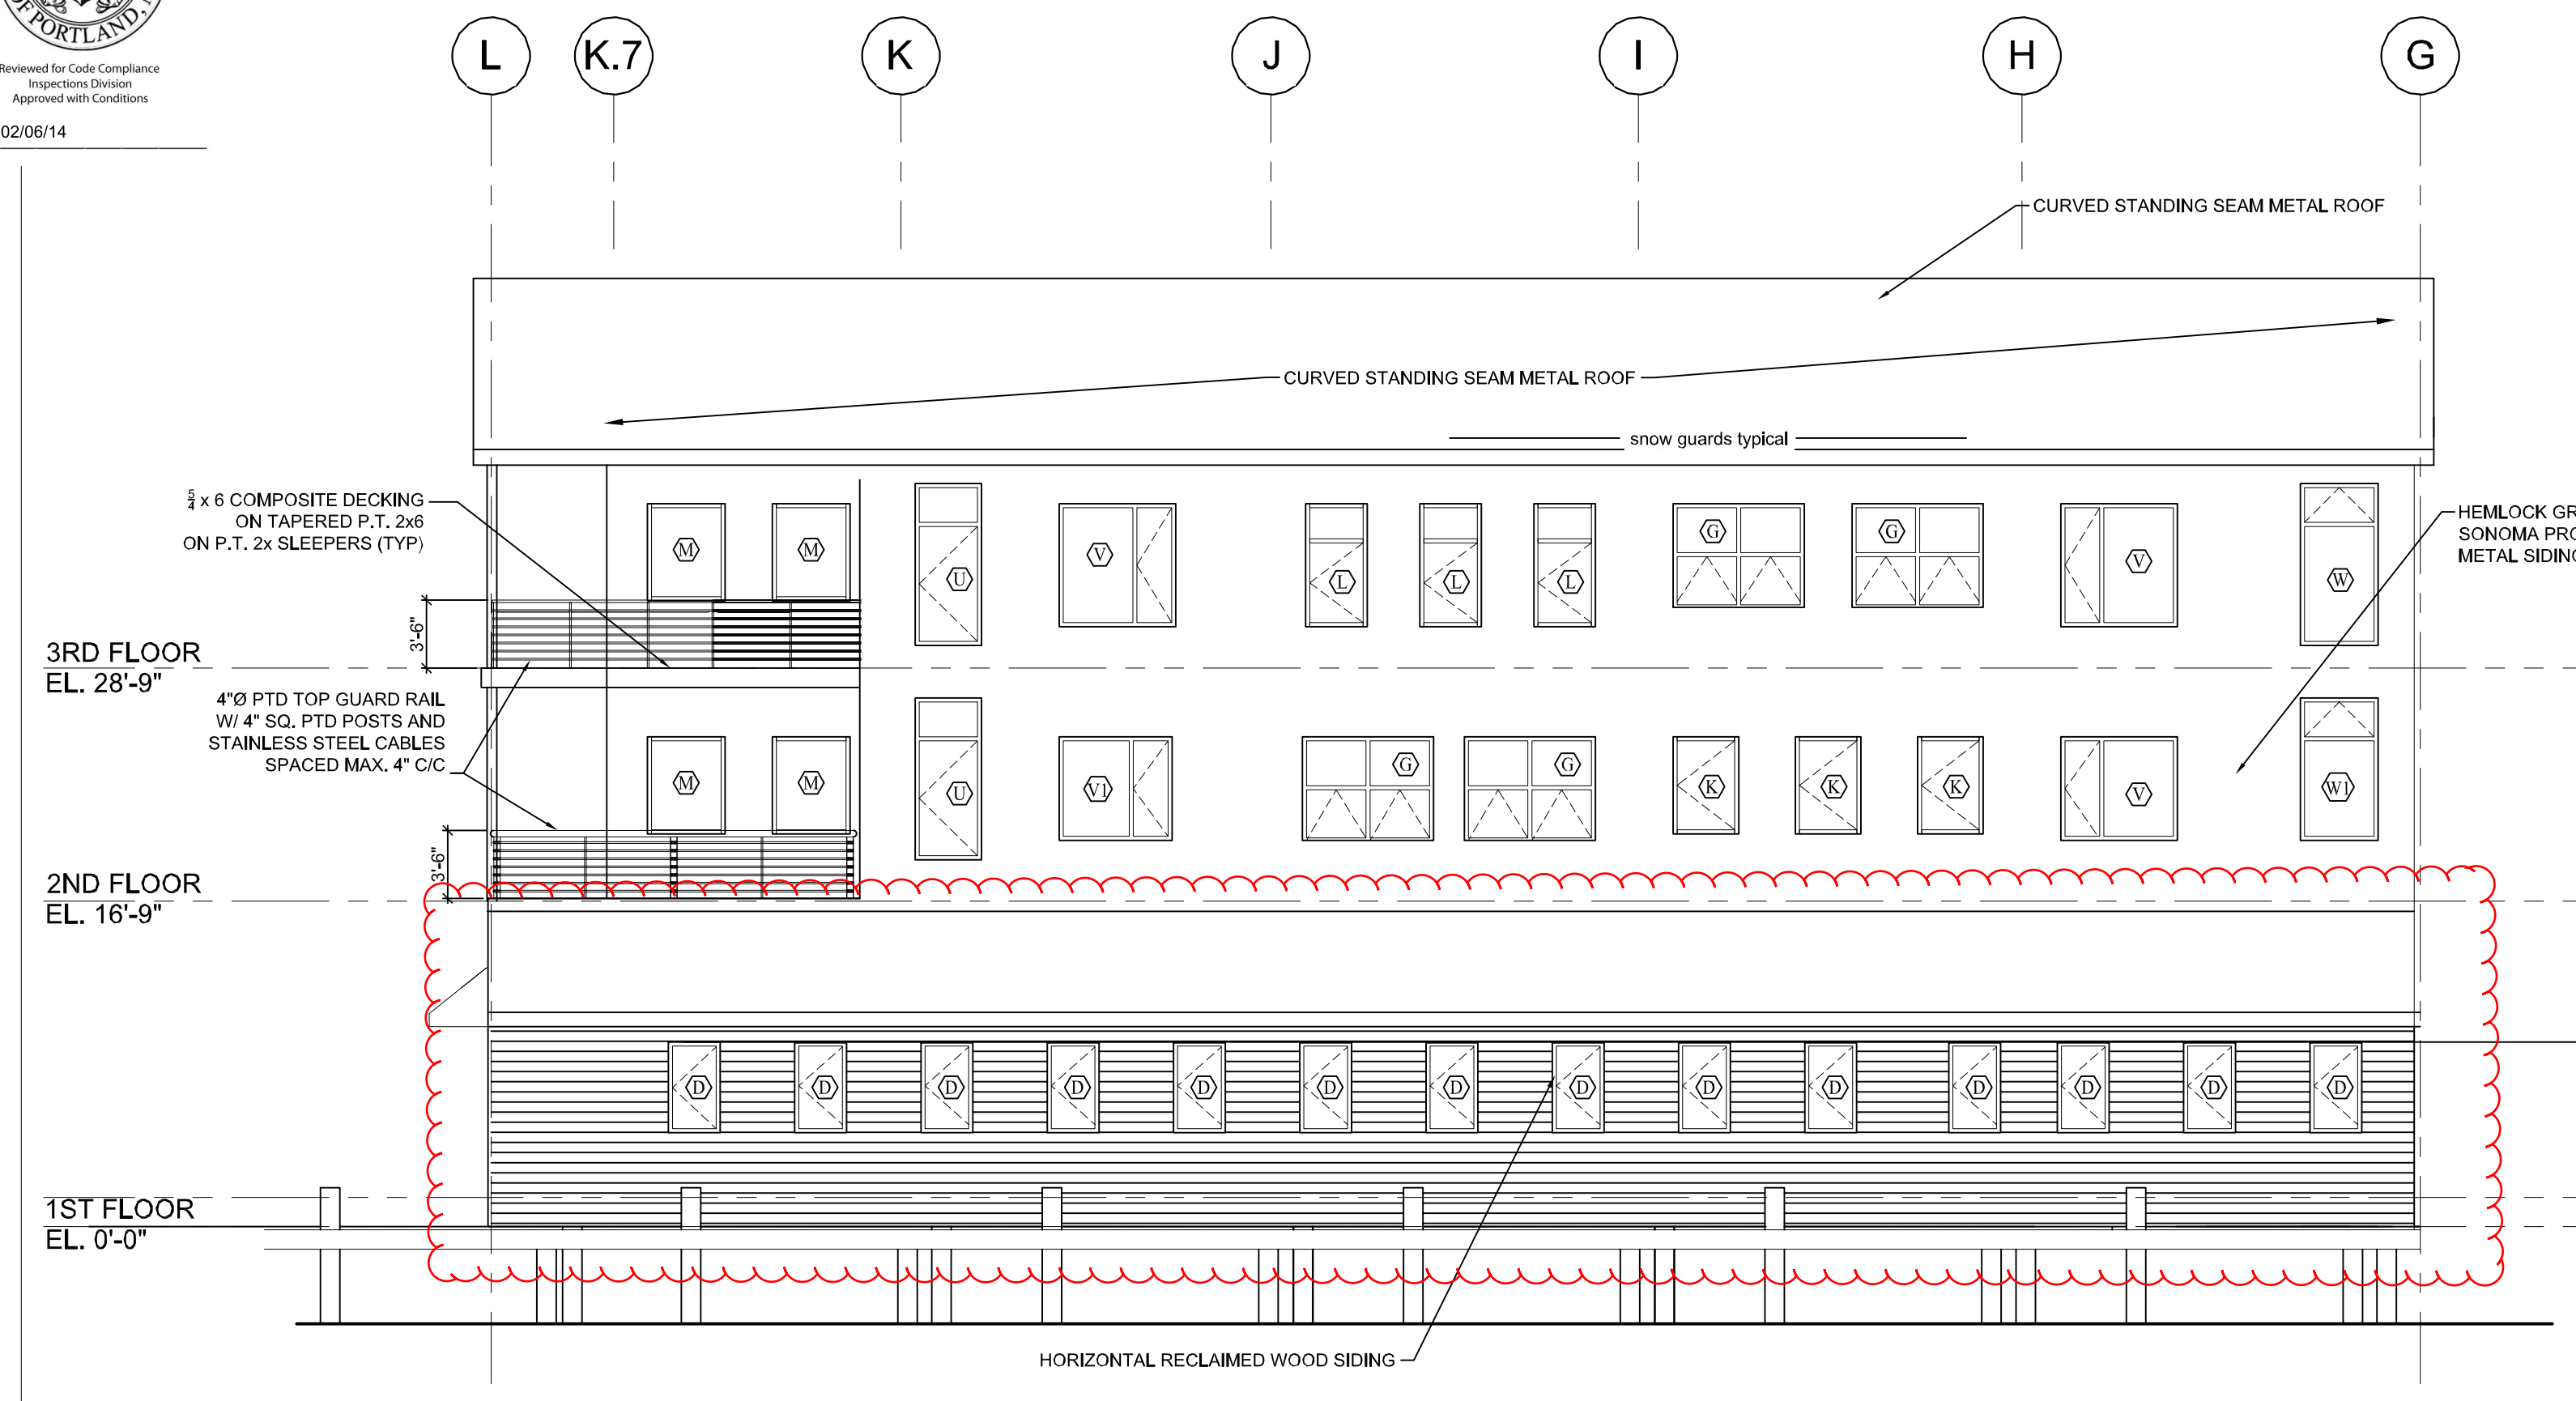 OF PORTLAND,
Reviewed for Code Compliance
Inspections Division
Approved with Conditions
02/06/14
L K.7 K J I H G
CURVED STANDING SEAM METAL ROOF
CURVED STANDING SEAM METAL ROOF
snow guards typical
5/4 x 6 COMPOSITE DECKING
ON TAPERED P.T. 2x6
ON P.T. 2x SLEEPERS (TYP)
HEMLOCK GR
SONOMA PRO
METAL SIDING
M M U V L L L G G V W
3'-6"
3RD FLOOR
EL. 28'-9"
4"Ø PTD TOP GUARD RAIL
W/ 4" SQ. PTD POSTS AND
STAINLESS STEEL CABLES
SPACED MAX. 4" C/C
M M U V1 G G K K K V W1
3'-6"
2ND FLOOR
EL. 16'-9"
D D D D D D D D D D D D D D
1ST FLOOR
EL. 0'-0"
HORIZONTAL RECLAIMED WOOD SIDING